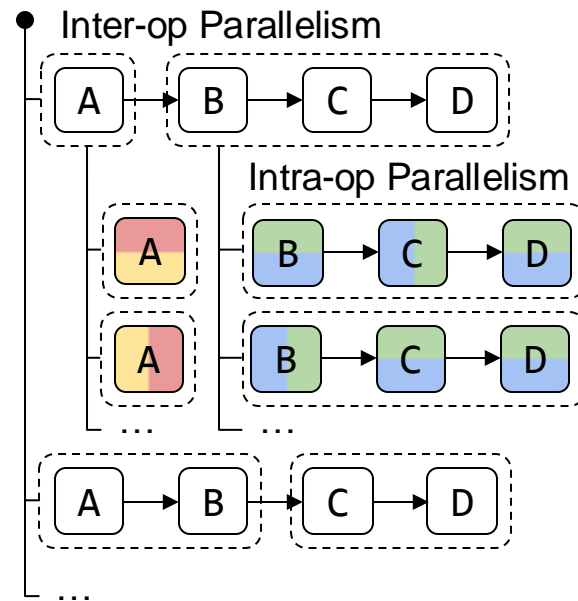 Inter-op Parallelism
A B C D
Intra-op Parallelism
A B C D
A B C D
... ...
A B C D
...